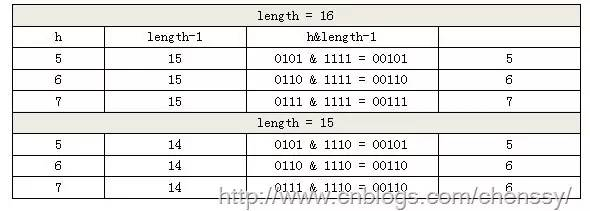 length = 16
h length-1 h&length-1
5 15 0101 & 1111 = 00101 5
6 15 0110 & 1111 = 00110 6
7 15 0111 & 1111 = 00111 7
length = 15
5 14 0101 & 1110 = 00101 5
6 14 0110 & 1110 = 00110 6
7 14 0111 & 1110 = 00110 6
http://www.cnblogs.com/chenssy/